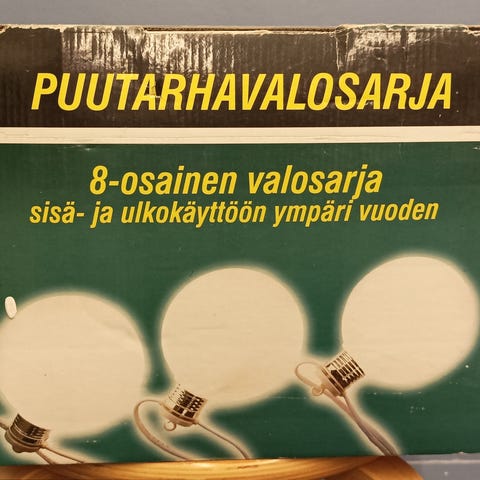 PUUTARHAVALOSARJA
8-osainen valosarja
sisä- ja ulkokäyttöön ympäri vuoden